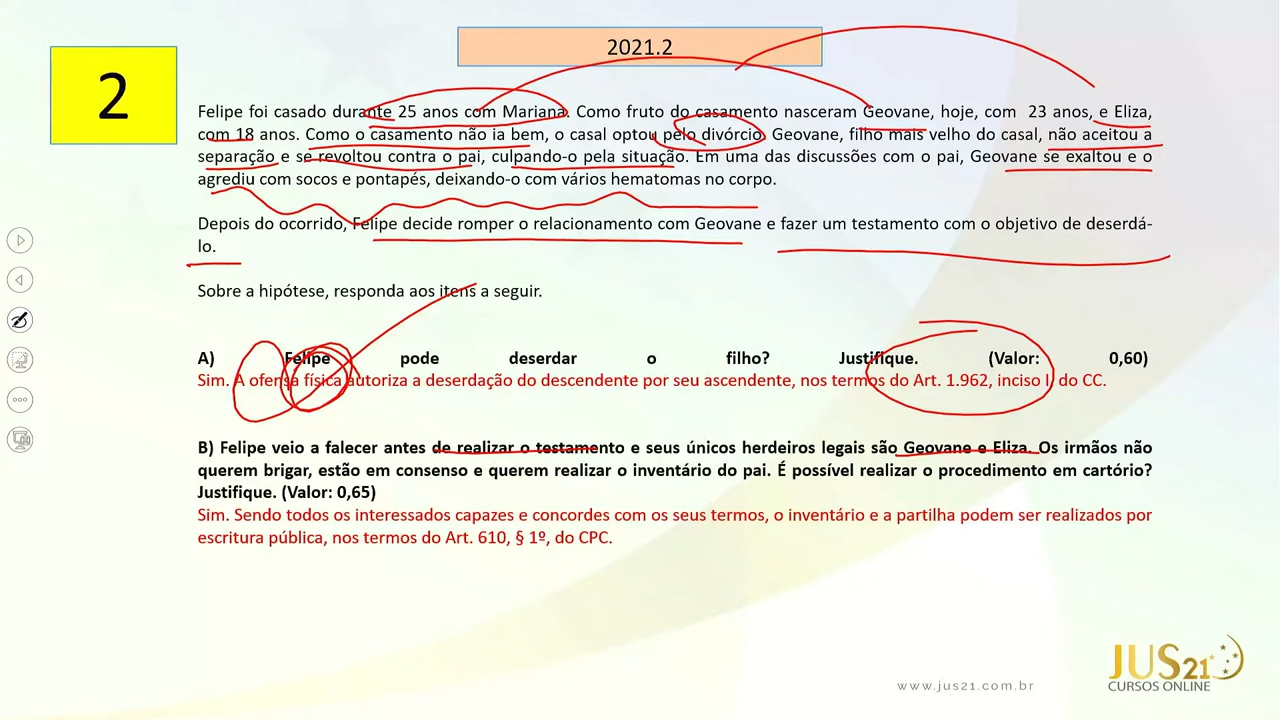 2
2021.2
Felipe foi casado durante 25 anos com Mariana. Como fruto do casamento nasceram Geovane, hoje, com 23 anos, e Eliza,
com 18 anos. Como o casamento não ia bem, o casal optou pelo divórcio. Geovane, filho mais velho do casal, não aceitou a
separação e se revoltou contra o pai, culpando-o pela situação. Em uma das discussões com o pai, Geovane se exaltou e o
agrediu com socos e pontapés, deixando-o com vários hematomas no corpo.
Depois do ocorrido, Felipe decide romper o relacionamento com Geovane e fazer um testamento com o objetivo de deserdá-
lo.
Sobre a hipótese, responda aos itens a seguir.
A) Felipe pode deserdar o filho? Justifique. (Valor: 0,60)
Sim. A ofensa física autoriza a deserdação do descendente por seu ascendente, nos termos do Art. 1.962, inciso I, do CC.
B) Felipe veio a falecer antes de realizar o testamento e seus únicos herdeiros legais são Geovane e Eliza. Os irmãos não
querem brigar, estão em consenso e querem realizar o inventário do pai. É possível realizar o procedimento em cartório?
Justifique. (Valor: 0,65)
Sim. Sendo todos os interessados capazes e concordes com os seus termos, o inventário e a partilha podem ser realizados por
escritura pública, nos termos do Art. 610, § 1º, do CPC.
JUS21
CURSOS ONLINE
www.jus21.com.br